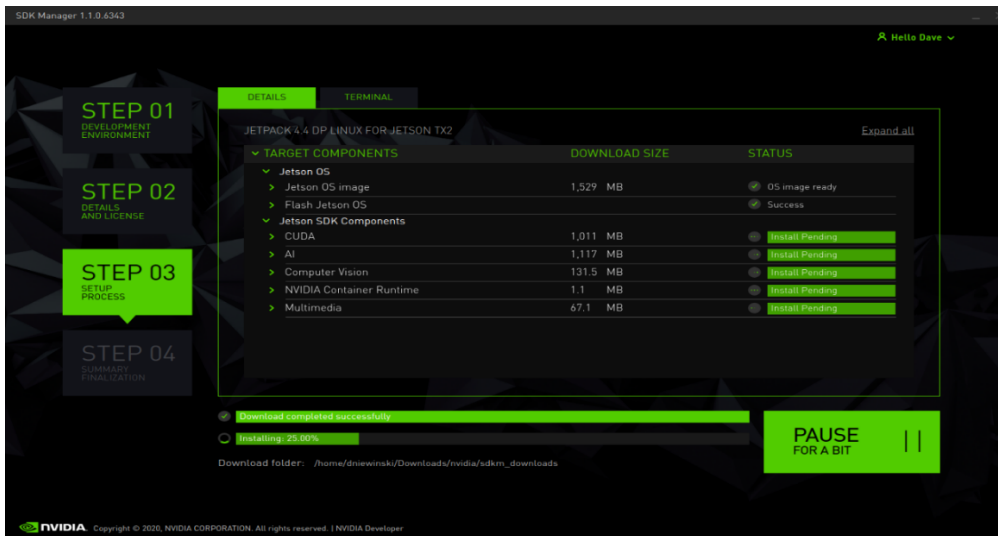 SDK Manager 1.1.0.6343
Hello Dave
STEP 01
DEVELOPMENT
ENVIRONMENT
STEP 02
DETAILS
AND LICENSE
STEP 03
SETUP
PROCESS
STEP 04
SUMMARY
FINALIZATION
DETAILS TERMINAL
JETPACK 4.4 DP LINUX FOR JETSON TX2 Expand all
TARGET COMPONENTS DOWNLOAD SIZE STATUS
Jetson OS
Jetson OS image 1,529 MB OS image ready
Flash Jetson OS Success
Jetson SDK Components
CUDA 1,011 MB Install Pending
AI 1,117 MB Install Pending
Computer Vision 131.5 MB Install Pending
NVIDIA Container Runtime 1.1 MB Install Pending
Multimedia 67.1 MB Install Pending
Download completed successfully
Installing: 25.00%
Download folder: /home/dniewinski/Downloads/nvidia/sdkm_downloads
PAUSE
FOR A BIT
NVIDIA. Copyright © 2020, NVIDIA CORPORATION. All rights reserved. | NVIDIA Developer